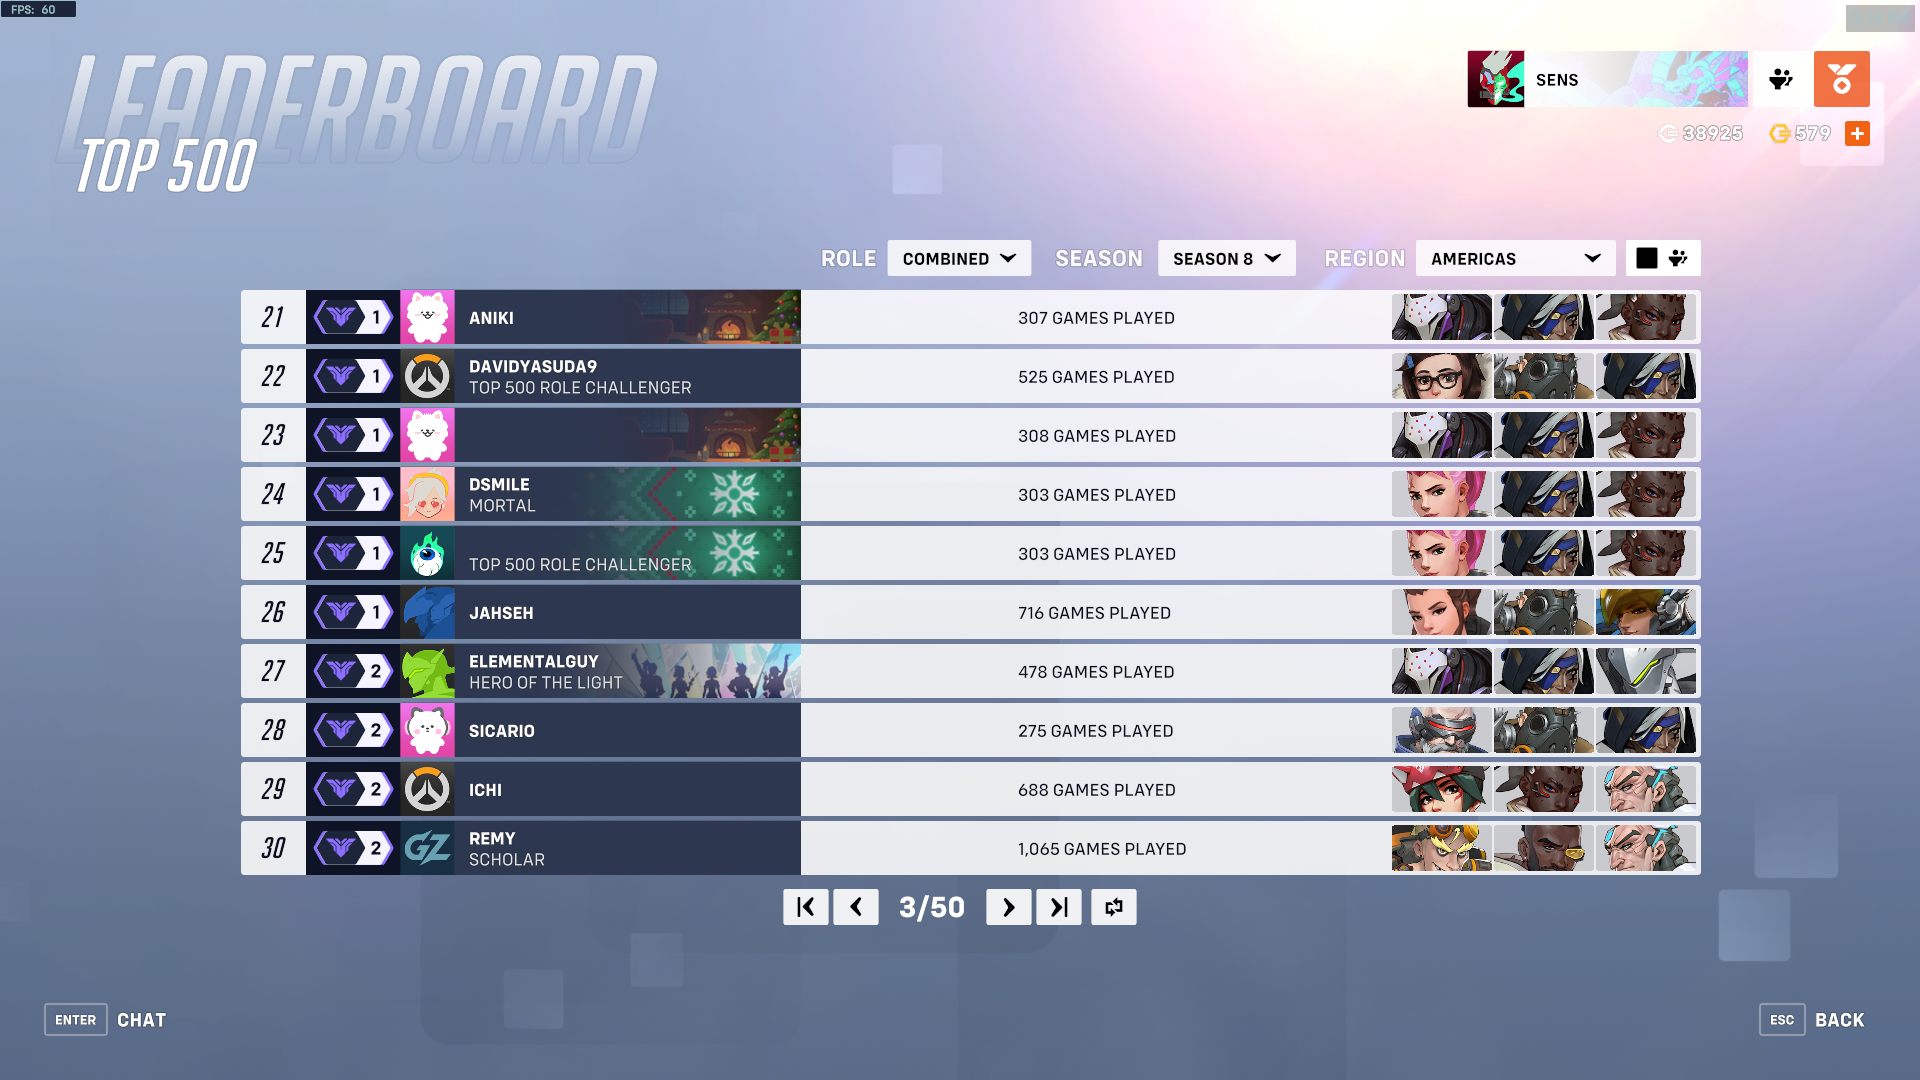 FPS: 60
LEADERBOARD
TOP 500
SENS
38925
579
ROLE COMBINED SEASON SEASON 8 REGION AMERICAS
21 1 ANIKI 307 GAMES PLAYED
22 1 DAVIDYASUDA9 525 GAMES PLAYED
TOP 500 ROLE CHALLENGER
23 1 308 GAMES PLAYED
24 1 DSMILE 303 GAMES PLAYED
MORTAL
25 1 303 GAMES PLAYED
TOP 500 ROLE CHALLENGER
26 1 JAHSEH 716 GAMES PLAYED
27 2 ELEMENTALGUY 478 GAMES PLAYED
HERO OF THE LIGHT
28 2 SICARIO 275 GAMES PLAYED
29 2 ICHI 688 GAMES PLAYED
30 2 GZ REMY 1,065 GAMES PLAYED
SCHOLAR
3/50
ENTER CHAT
ESC BACK